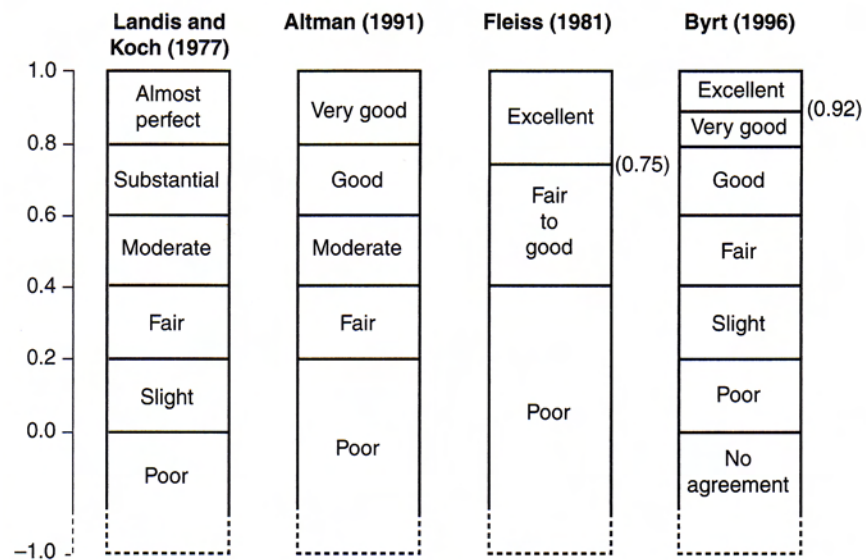 Landis and
Koch (1977)
Altman (1991)
Fleiss (1981)
Byrt (1996)
1.0
0.8
0.6
0.4
0.2
0.0
–1.0
Almost
perfect
Substantial
Moderate
Fair
Slight
Poor
Very good
Good
Moderate
Fair
Poor
Excellent
(0.75)
Fair
to
good
Poor
Excellent
(0.92)
Very good
Good
Fair
Slight
Poor
No
agreement